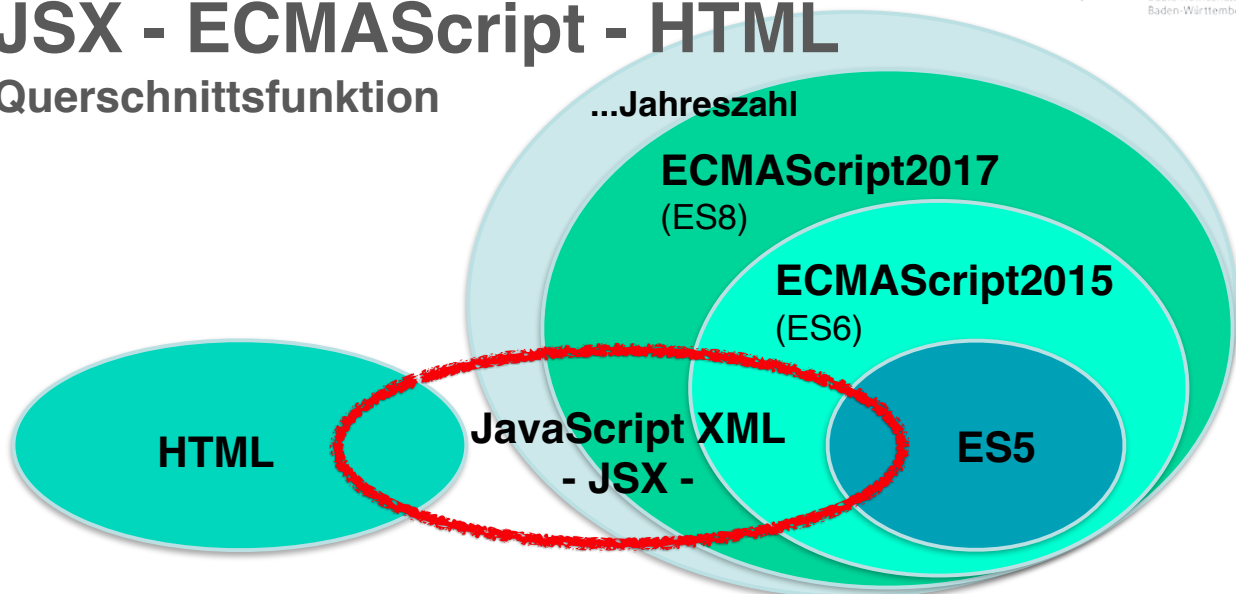 JSX - ECMAScript - HTML
Querschnittsfunktion
...Jahreszahl
ECMAScript2017
(ES8)
ECMAScript2015
(ES6)
HTML
JavaScript XML
- JSX -
ES5